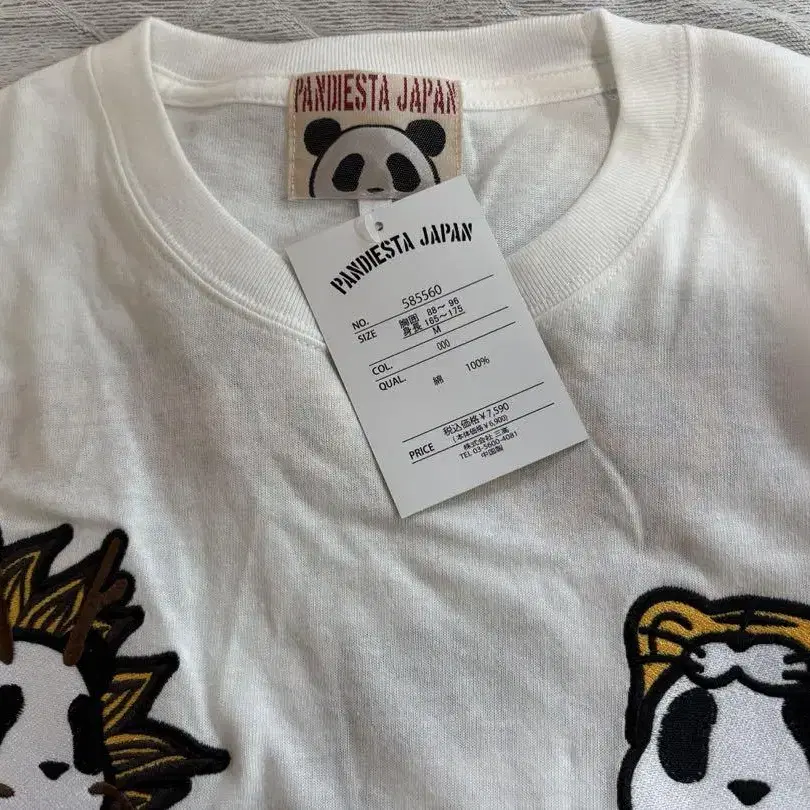 PANDIESTA JAPAN
PANDIESTA JAPAN
NO. 585560
SIZE 胸囲 88～96
身長 165～175
M
COL. 000
QUAL. 綿 100%
PRICE 税込価格￥7,590
(本体価格￥6,900)
株式会社 三高
TEL 03-5600-4081
中国製